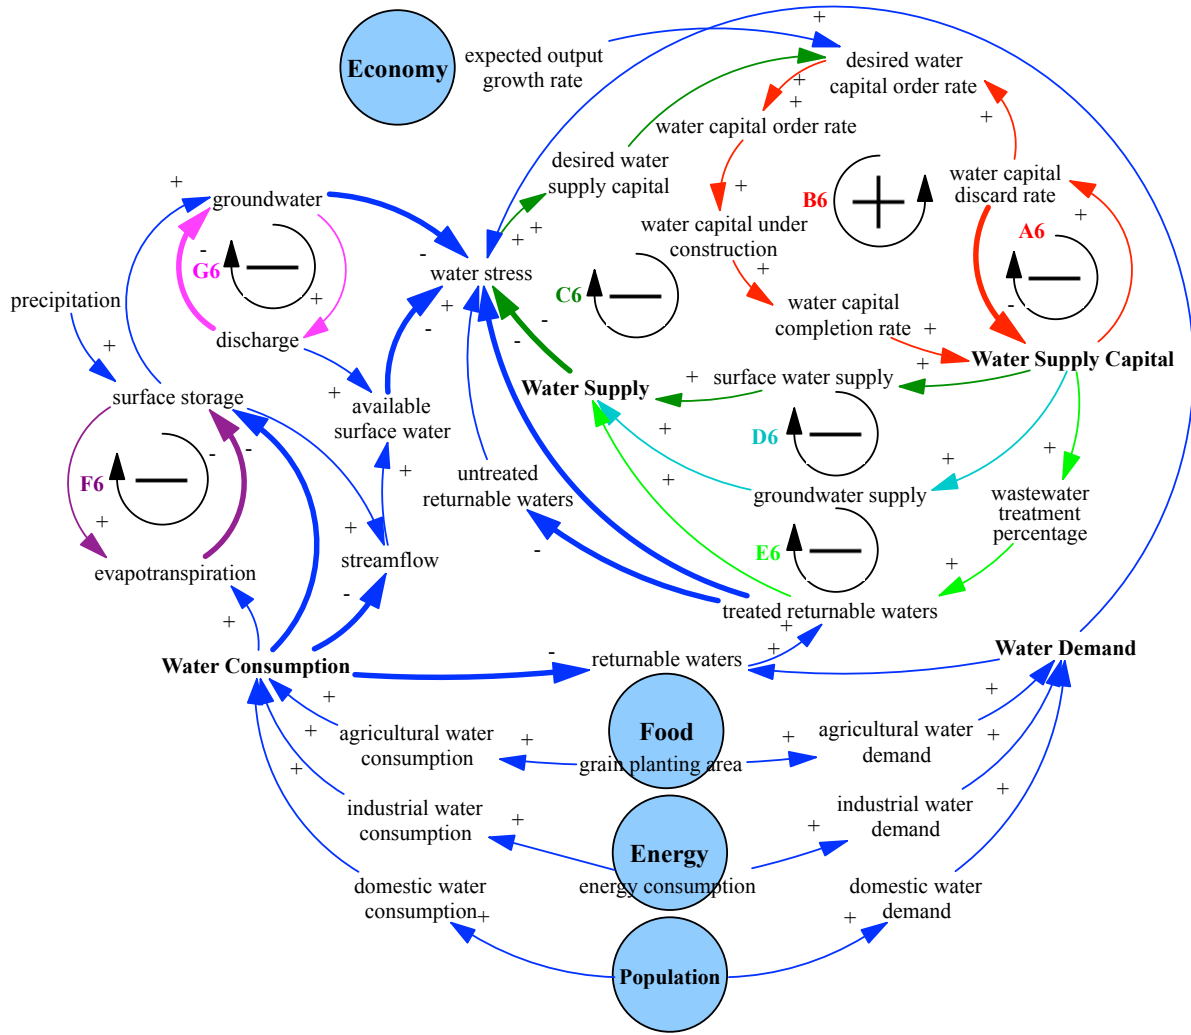 Economy
expected output
growth rate
+
desired water
capital order rate
+
+
+
water capital order rate
desired water
supply capital
water capital
discard rate
+
groundwater
+
B6
+
A6
water capital under
construction
+
+
+
-
G6
-
water stress
+
C6
precipitation
+
+
-
-
-
water capital
completion rate
+
discharge
-
+
Water Supply Capital
+
Water Supply
+
surface water supply
+
surface storage
+
available
surface water
D6
-
-
F6
+
untreated
returnable waters
+
+
groundwater supply
+
+
wastewater
treatment
percentage
+
+
streamflow
-
E6
evapotranspiration
+
-
treated returnable waters
+
+
Water Consumption
-
returnable waters
+
Water Demand
+
+
Food
+
agricultural water
consumption
+
+
agricultural water
demand
+
grain planting area
+
industrial water
consumption
+
+
industrial water
demand
+
Energy
energy consumption
domestic water
consumption
+
domestic water
demand
+
Population